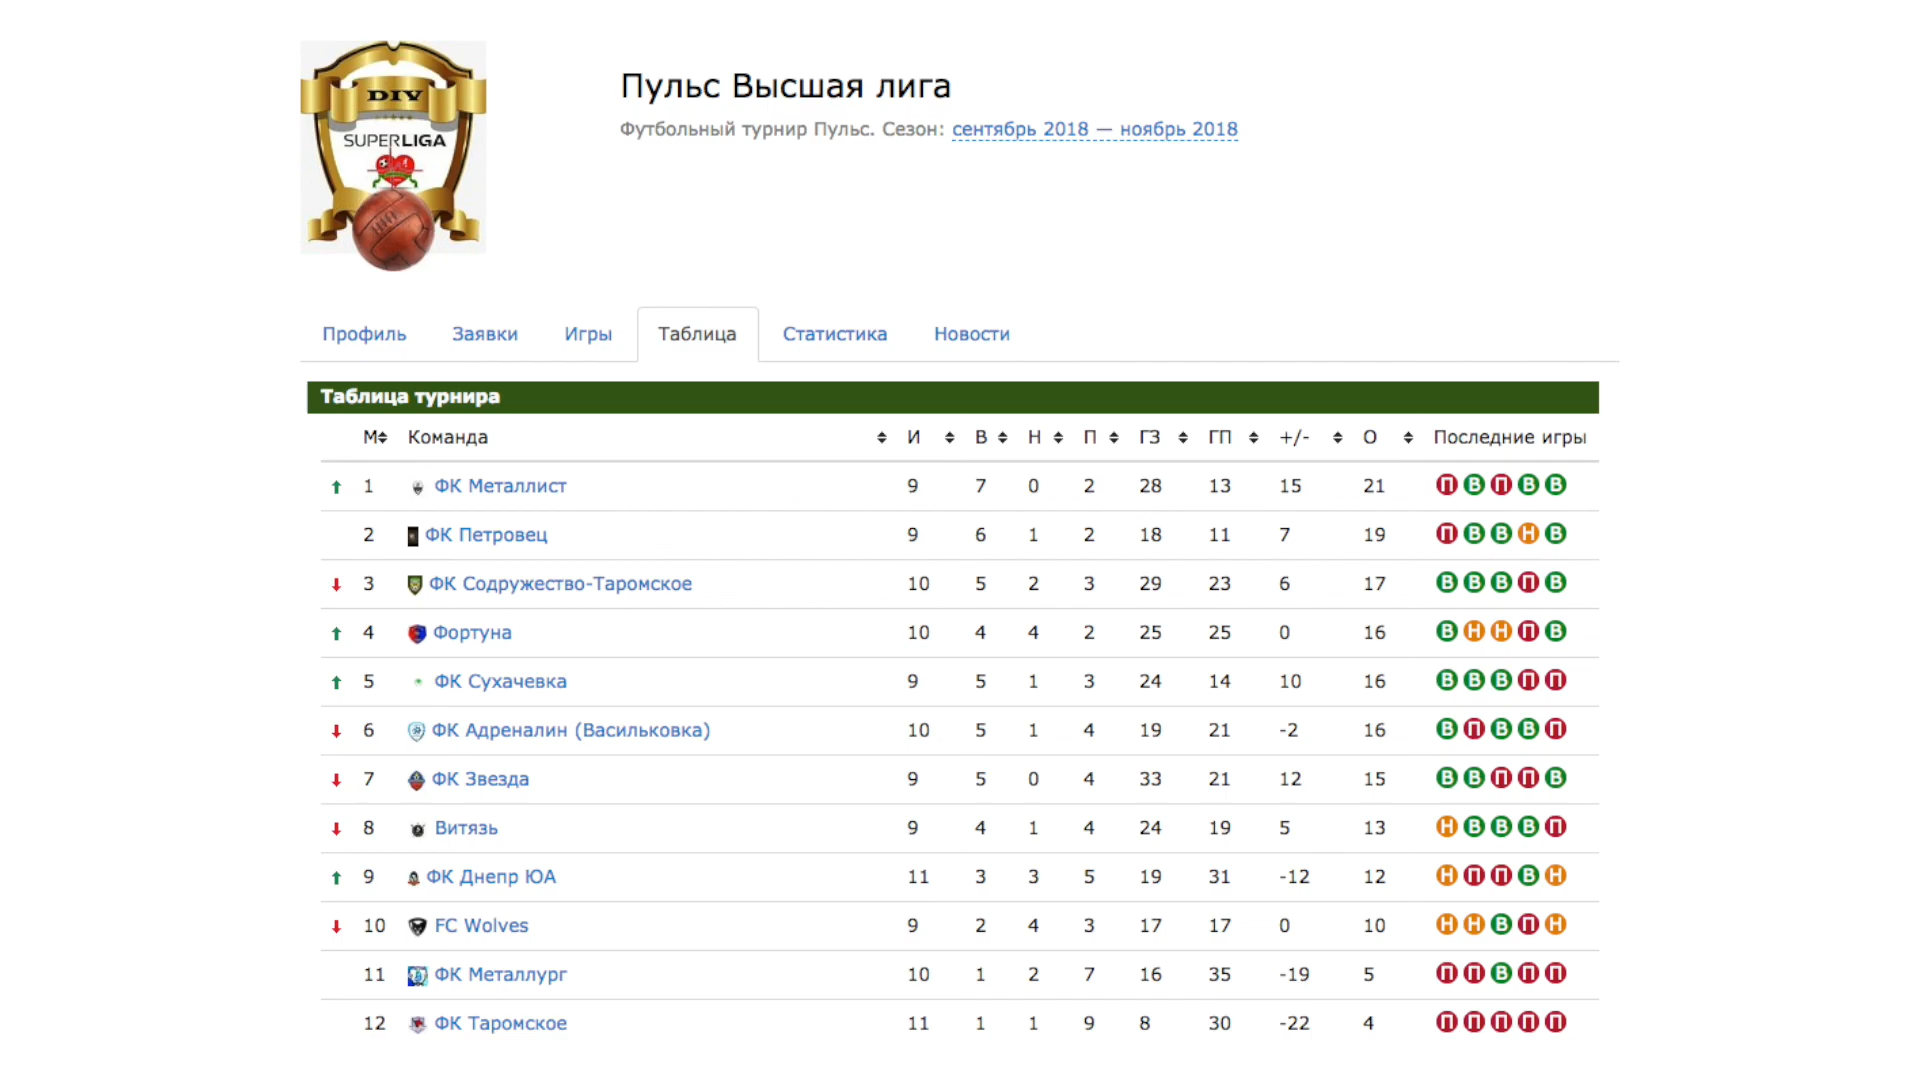 DIV
SUPERLIGA
Пульс Высшая лига
Футбольный турнир Пульс. Сезон: сентябрь 2018 — ноябрь 2018
Профиль Заявки Игры Таблица Статистика Новости
Таблица турнира
М Команда И В Н П ГЗ ГП +/- О Последние игры
1 ФК Металлист 9 7 0 2 28 13 15 21 П В П В В
2 ФК Петровец 9 6 1 2 18 11 7 19 П В В Н В
3 ФК Содружество-Таромское 10 5 2 3 29 23 6 17 В В В П В
4 Фортуна 10 4 4 2 25 25 0 16 В Н Н П В
5 ФК Сухачевка 9 5 1 3 24 14 10 16 В В В П П
6 ФК Адреналин (Васильковка) 10 5 1 4 19 21 -2 16 В П В В П
7 ФК Звезда 9 5 0 4 33 21 12 15 В В П П В
8 Витязь 9 4 1 4 24 19 5 13 Н В В В П
9 ФК Днепр ЮА 11 3 3 5 19 31 -12 12 Н П П В Н
10 FC Wolves 9 2 4 3 17 17 0 10 Н Н В П Н
11 ФК Металлург 10 1 2 7 16 35 -19 5 П П В П П
12 ФК Таромское 11 1 1 9 8 30 -22 4 П П П П П